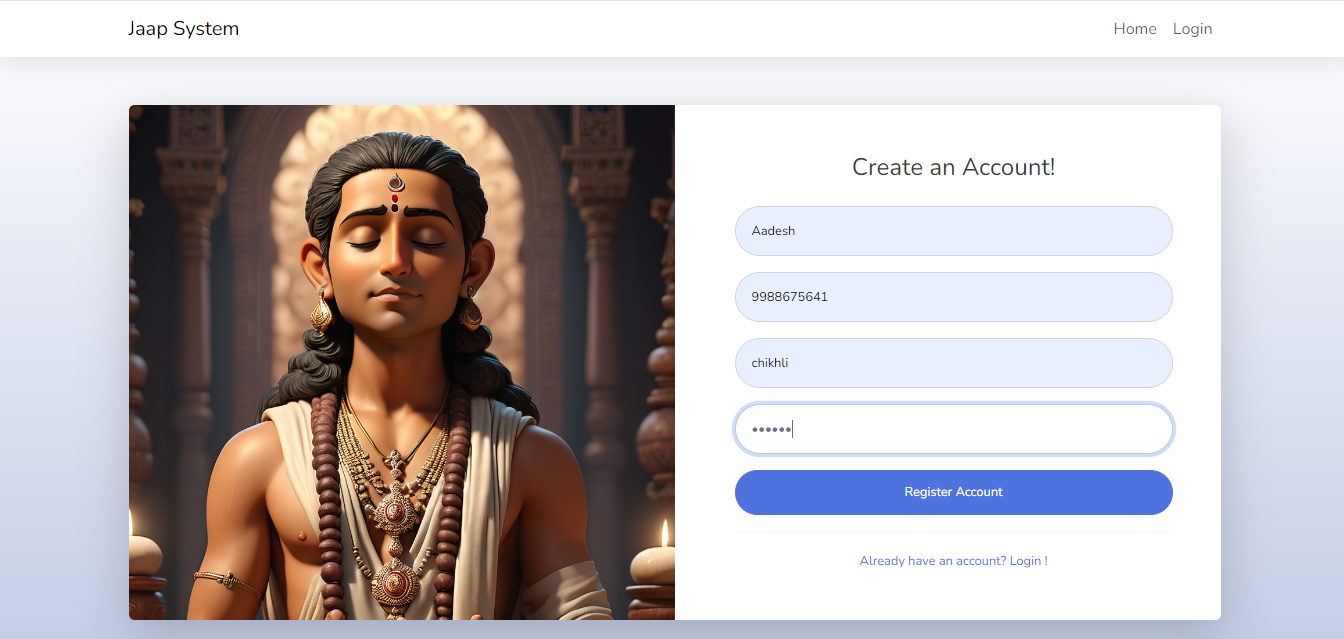 Jaap System
Home Login
Create an Account!
Aadesh
9988675641
chikhli
••••••
Register Account
Already have an account? Login !